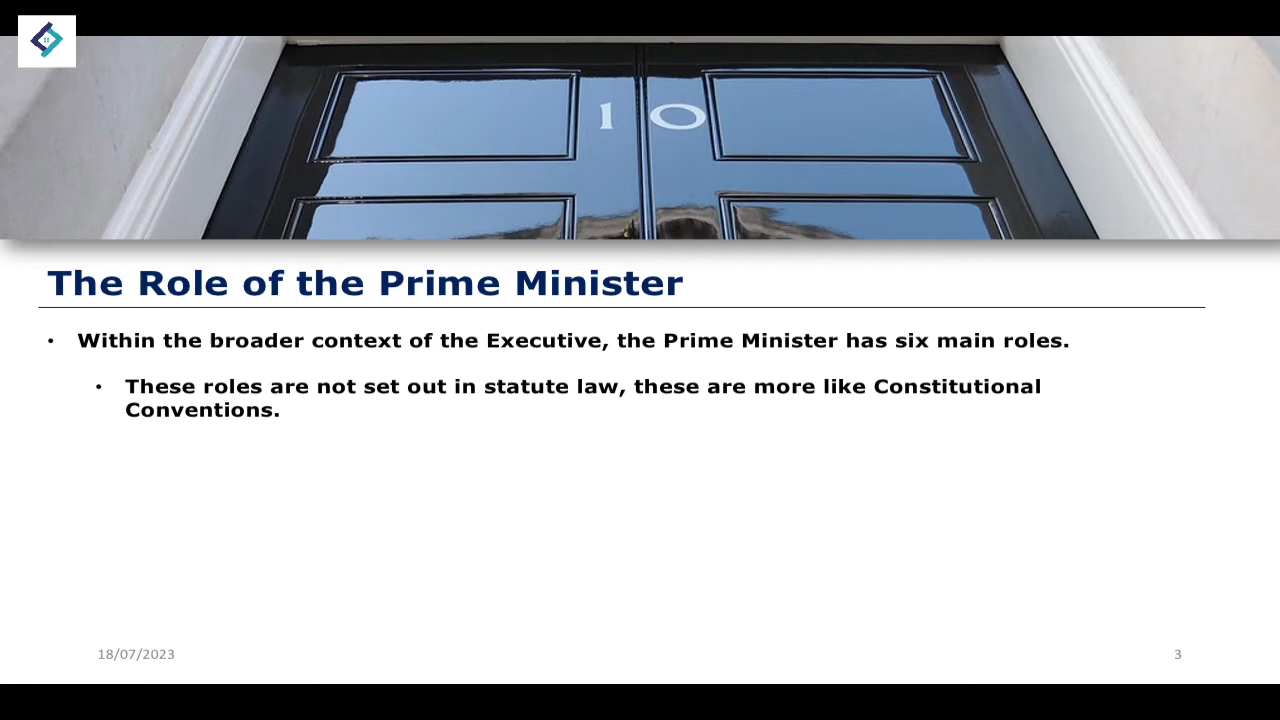 10
The Role of the Prime Minister
• Within the broader context of the Executive, the Prime Minister has six main roles.
• These roles are not set out in statute law, these are more like Constitutional
Conventions.
18/07/2023
3